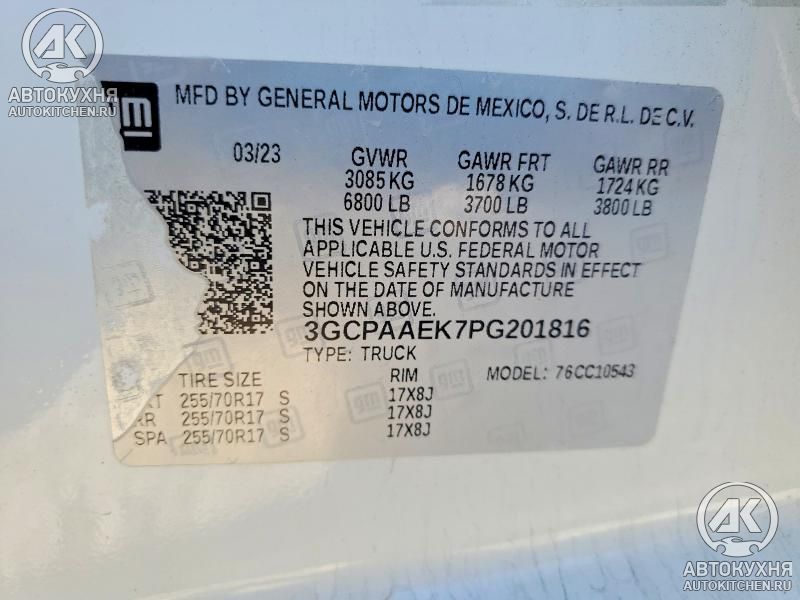 АК
АВТОКУХНЯ
AUTOKITCHEN.RU
MFD BY GENERAL MOTORS DE MEXICO, S. DE R.L. DE C.V.
03/23 GVWR GAWR FRT GAWR RR
3085 KG 1678 KG 1724 KG
6800 LB 3700 LB 3800 LB
THIS VEHICLE CONFORMS TO ALL
APPLICABLE U.S. FEDERAL MOTOR
VEHICLE SAFETY STANDARDS IN EFFECT
ON THE DATE OF MANUFACTURE
SHOWN ABOVE.
3GCPAAEK7PG201816
TYPE: TRUCK MODEL: 76CC10543
TIRE SIZE RIM
RT 255/70R17 S 17X8J
RR 255/70R17 S 17X8J
SPA 255/70R17 S 17X8J
АК
АВТОКУХНЯ
AUTOKITCHEN.RU